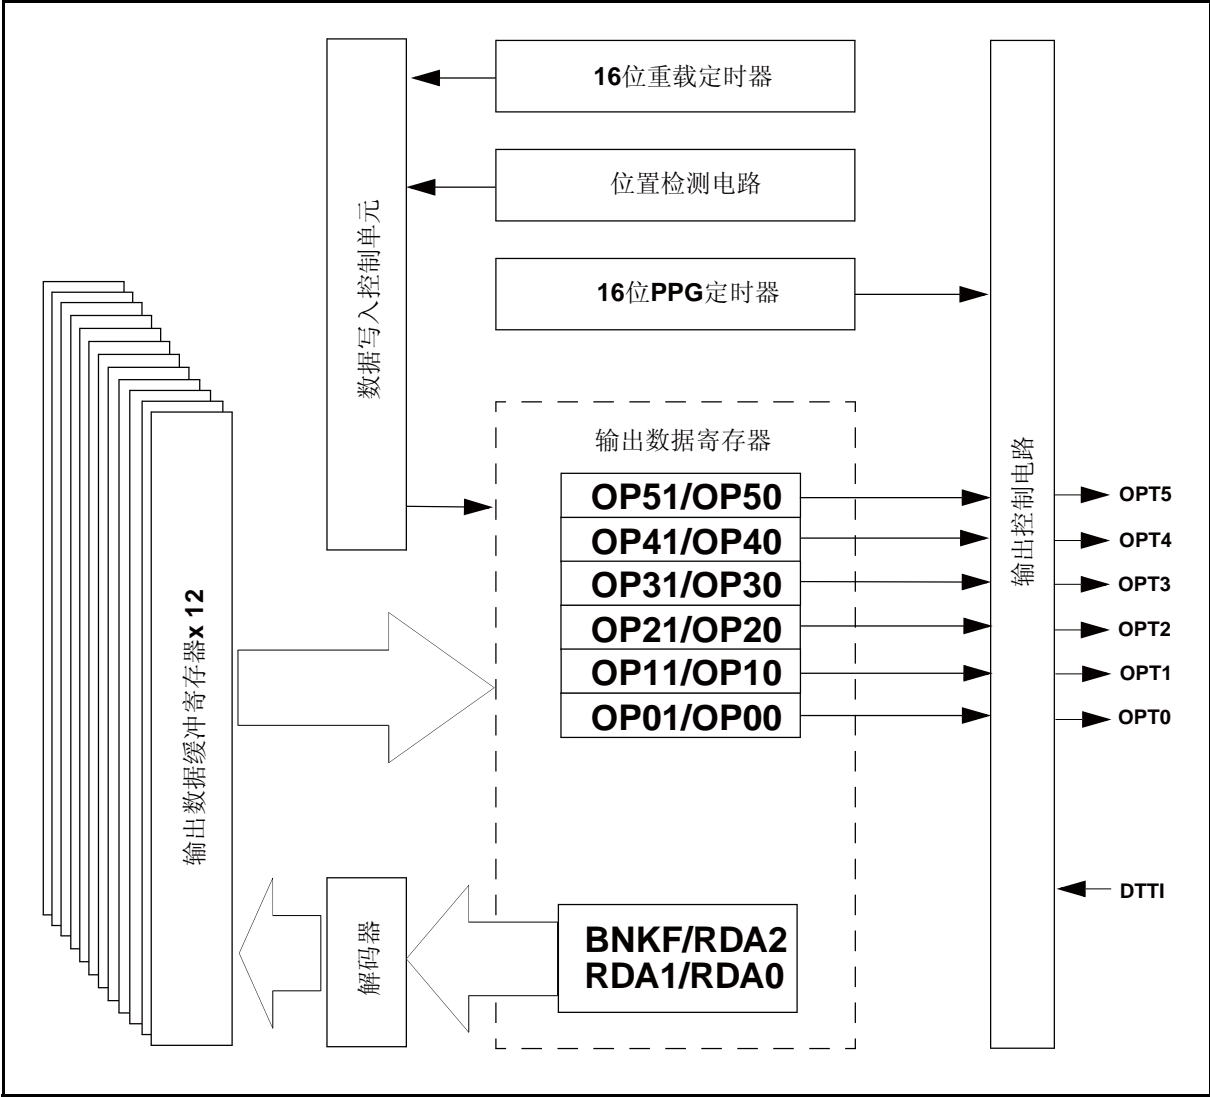 16位重载定时器
位置检测电路
16位PPG定时器
数据写入控制单元
输出数据缓冲寄存器x 12
输出数据寄存器
OP51/OP50
OP41/OP40
OP31/OP30
OP21/OP20
OP11/OP10
OP01/OP00
BNKF/RDA2
RDA1/RDA0
解码器
输出控制电路
OPT5
OPT4
OPT3
OPT2
OPT1
OPT0
DTTI